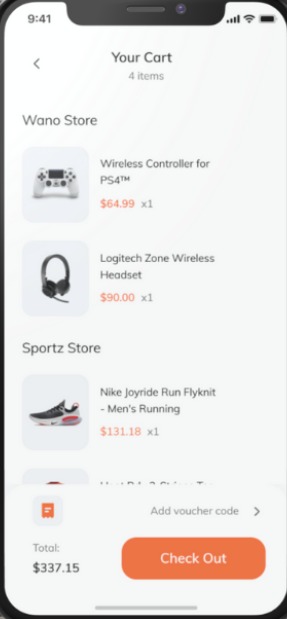 9:41
Your Cart
4 items
Wano Store
Wireless Controller for
PS4™
$64.99 x1
Logitech Zone Wireless
Headset
$90.00 x1
Sportz Store
Nike Joyride Run Flyknit
- Men's Running
$131.18 x1
Add voucher code
Total:
$337.15
Check Out